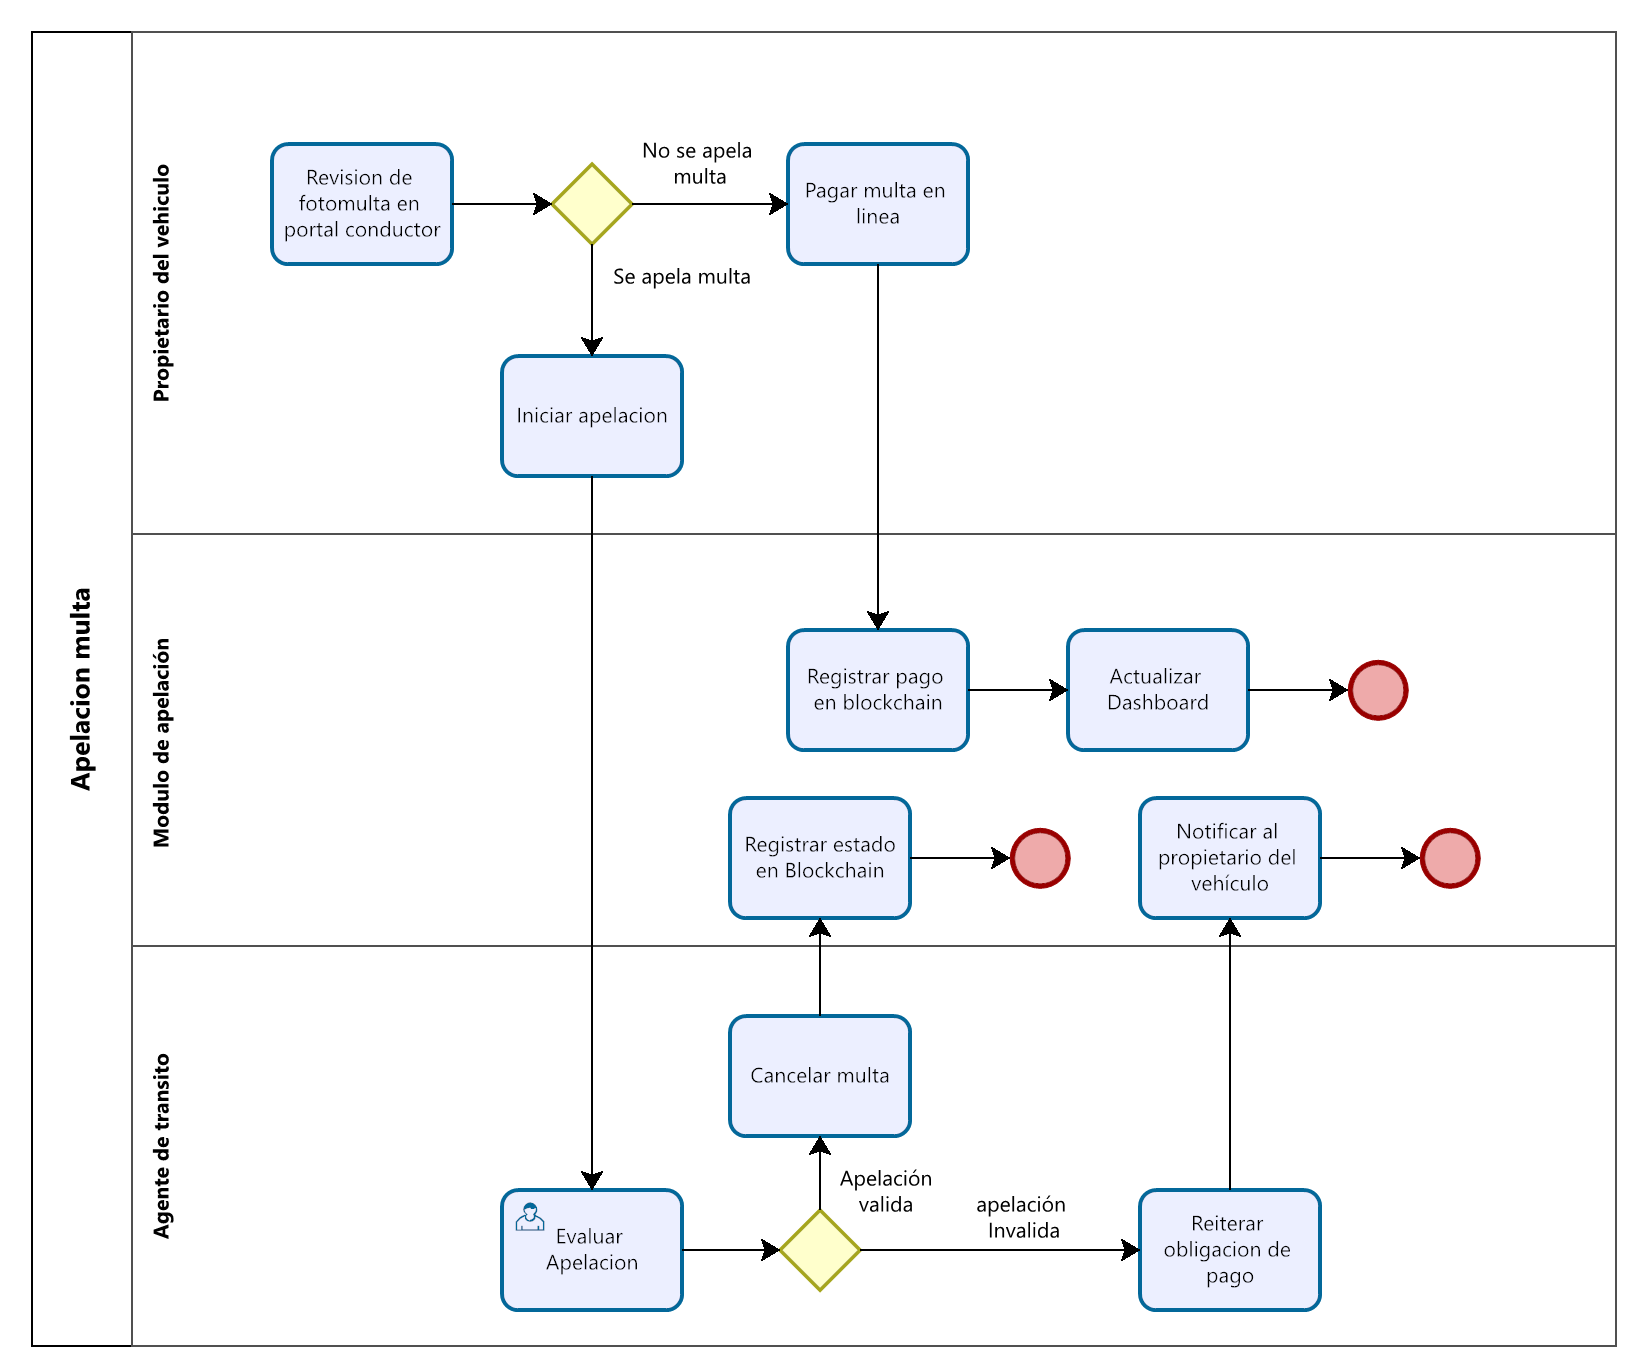 Apelacion multa
Propietario del vehiculo
Revision de
fotomulta en
portal conductor
No se apela
multa
Pagar multa en
linea
Se apela multa
Iniciar apelacion
Modulo de apelación
Registrar pago
en blockchain
Actualizar
Dashboard
Registrar estado
en Blockchain
Notificar al
propietario del
vehículo
Agente de transito
Cancelar multa
Apelación
valida
apelación
Invalida
Evaluar
Apelacion
Reiterar
obligacion de
pago